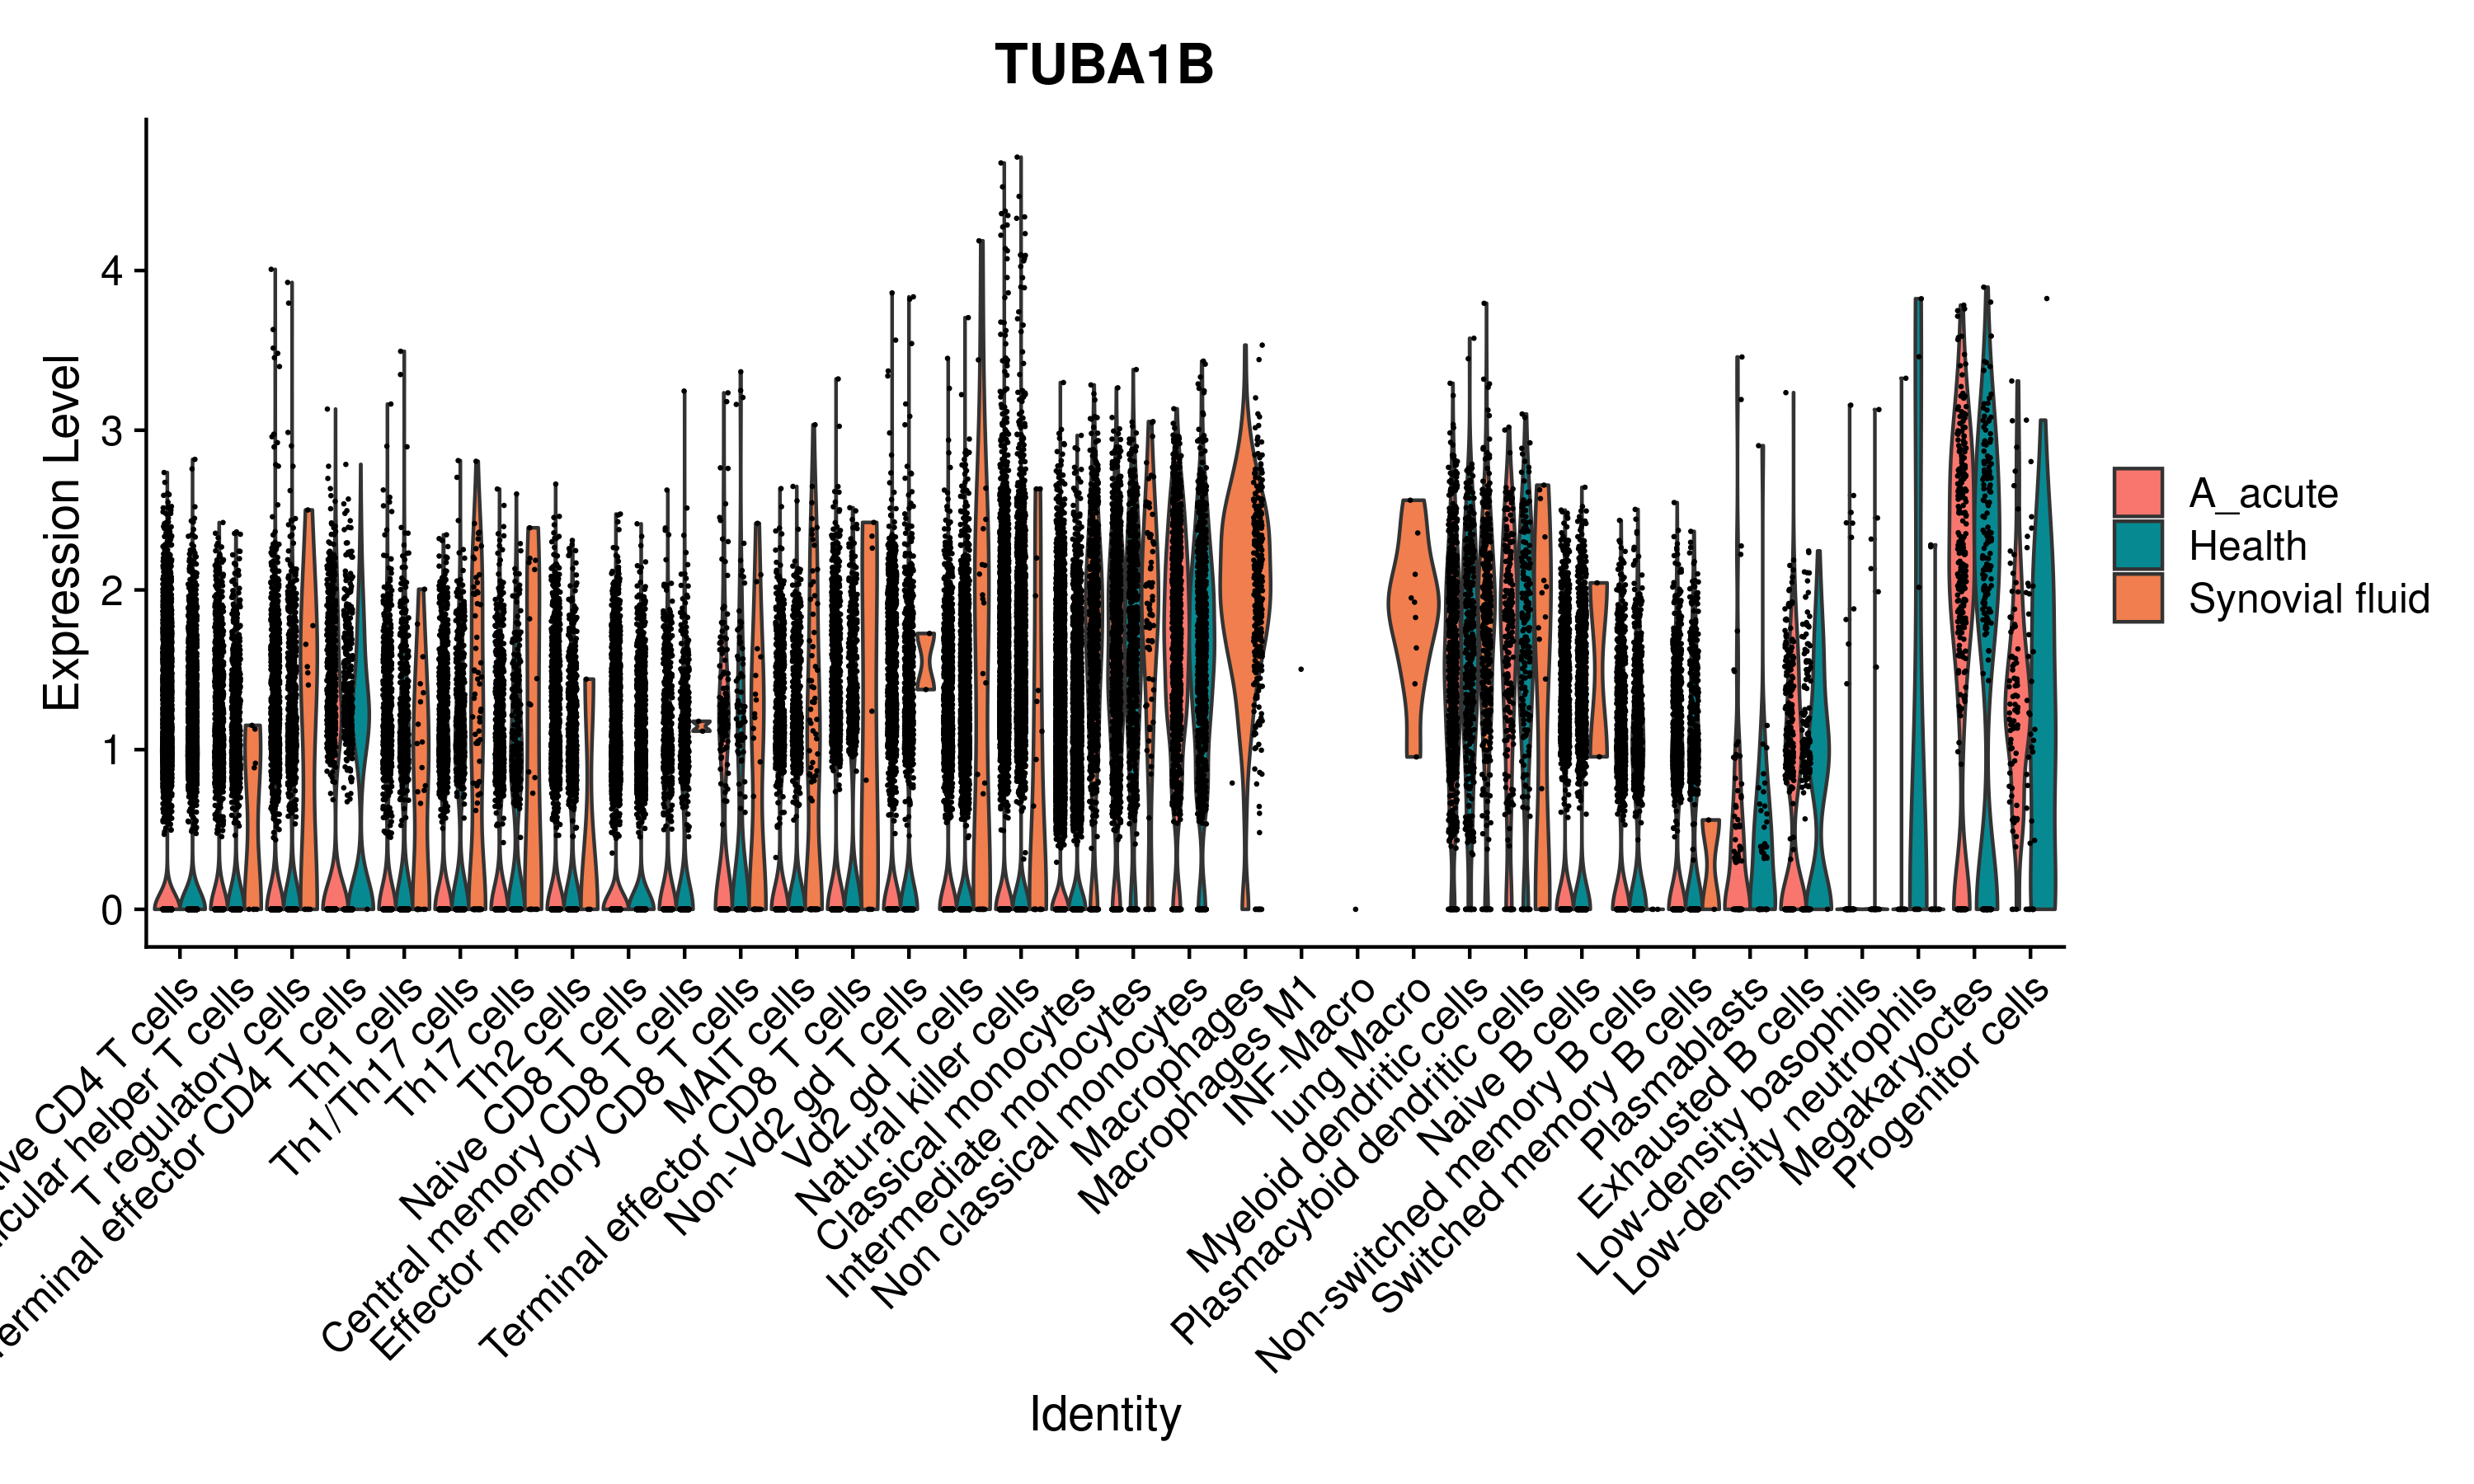 TUBA1B
Expression Level
4
3
2
1
0
CD4 T cells
helper T cells
T regulatory cells
effector CD4 T cells
Th1 cells
Th1/Th17 cells
Th17 cells
Th2 cells
Naive CD8 T cells
Central memory CD8 T cells
Effector memory CD8 T cells
MAIT cells
Terminal effector CD8 T cells
Non-Vd2 gd T cells
Vd2 gd T cells
Natural killer cells
Classical monocytes
Intermediate monocytes
Non classical monocytes
Macrophages
Macrophages M1
INF-Macro
lung Macro
Myeloid dendritic cells
Plasmacytoid dendritic cells
Naive B cells
Non-switched memory B cells
Switched memory B cells
Plasmablasts
Exhausted B cells
Low-density basophils
Low-density neutrophils
Megakaryoctes
Progenitor cells
Identity
A_acute
Health
Synovial fluid